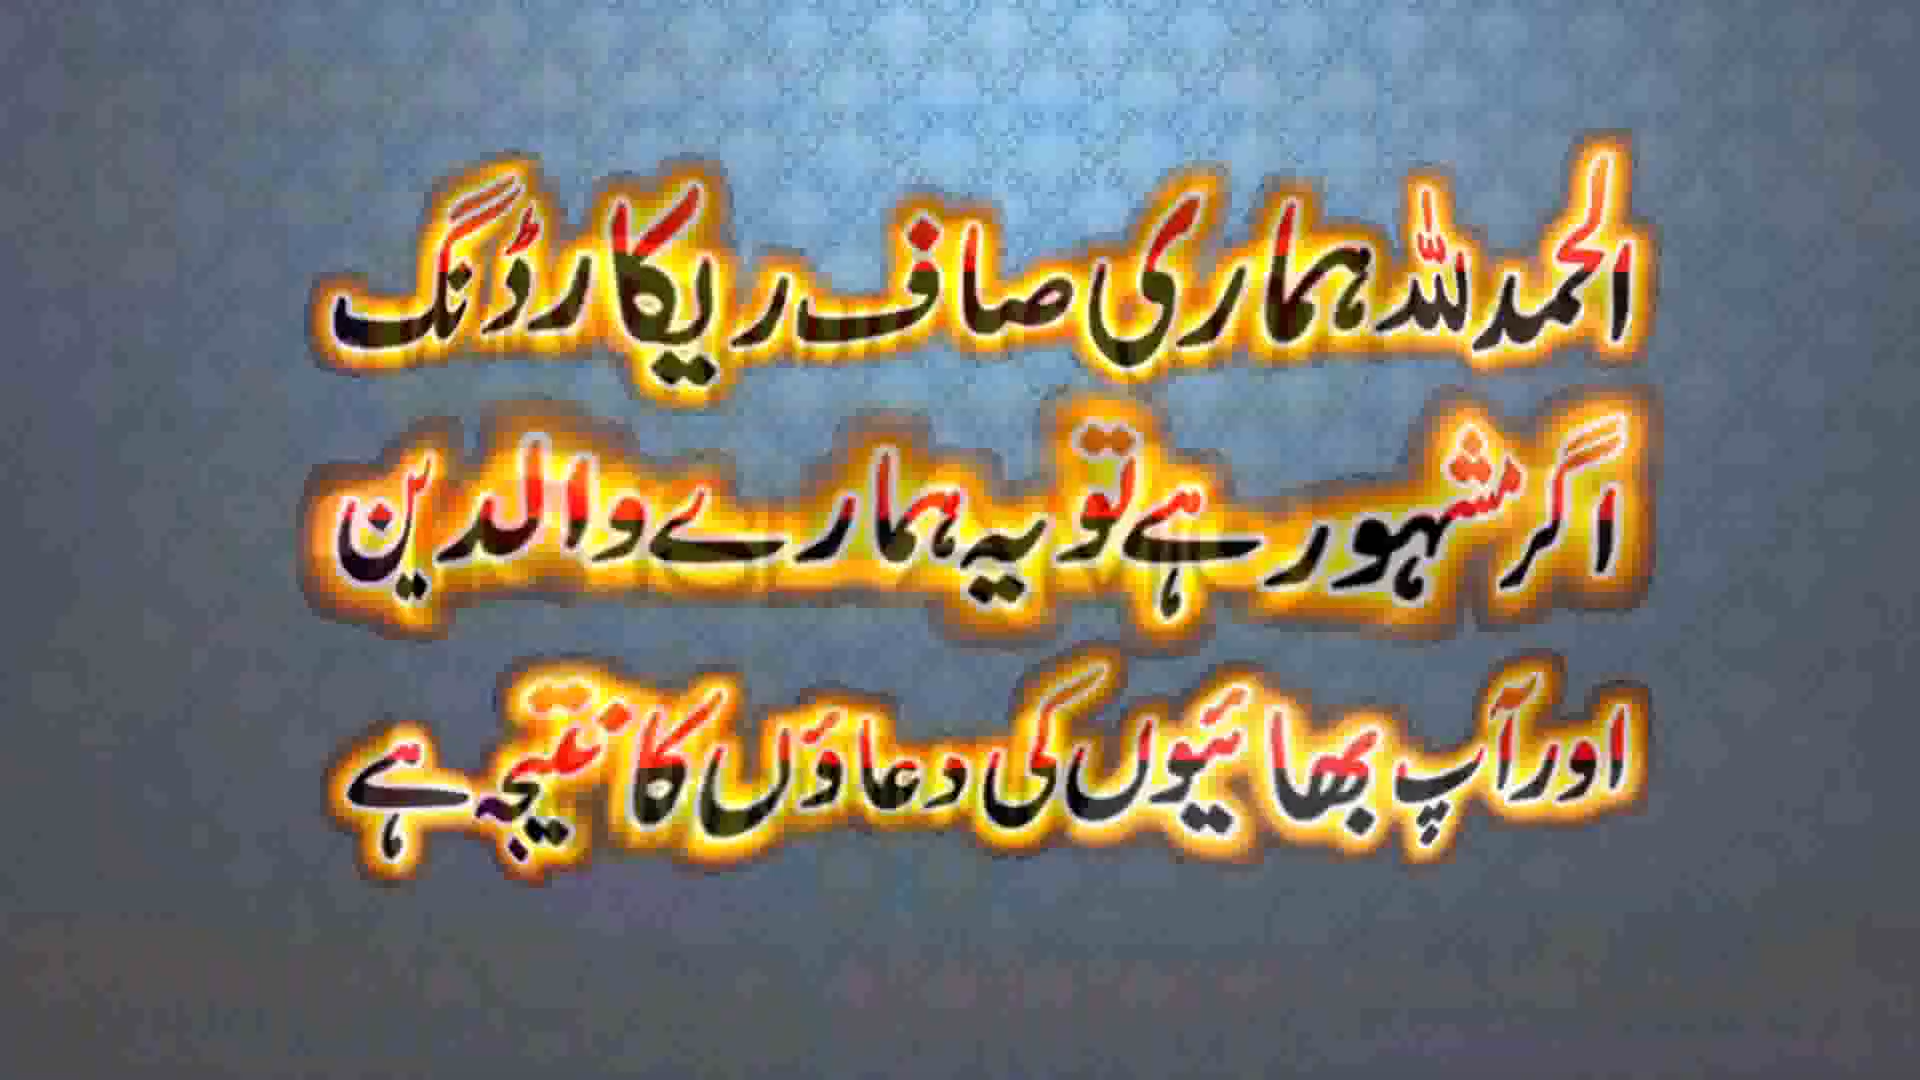 الحمدللہ ہماری صاف ریکارڈنگ
اگر مشہور ہے تو یہ ہمارے والدین
اور آپ بھائیوں کی دعاؤں کا نتیجہ ہے